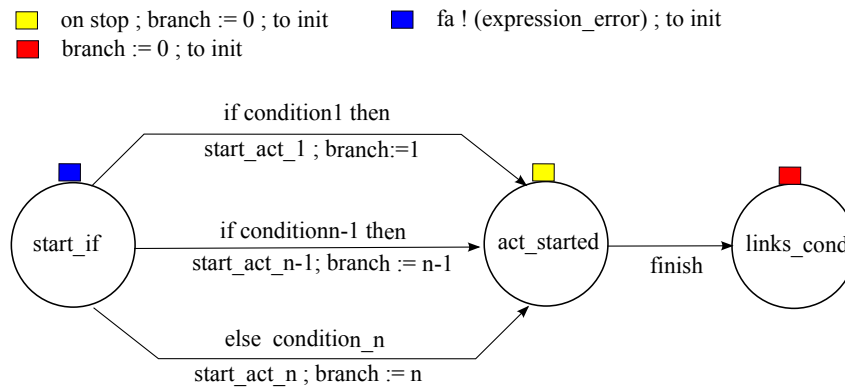 on stop ; branch := 0 ; to init
fa ! (expression_error) ; to init
branch := 0 ; to init
if condition1 then
start_act_1 ; branch:=1
start_if
if conditionn-1 then
start_act_n-1; branch := n-1
act_started
finish
links_cond
else condition_n
start_act_n ; branch := n